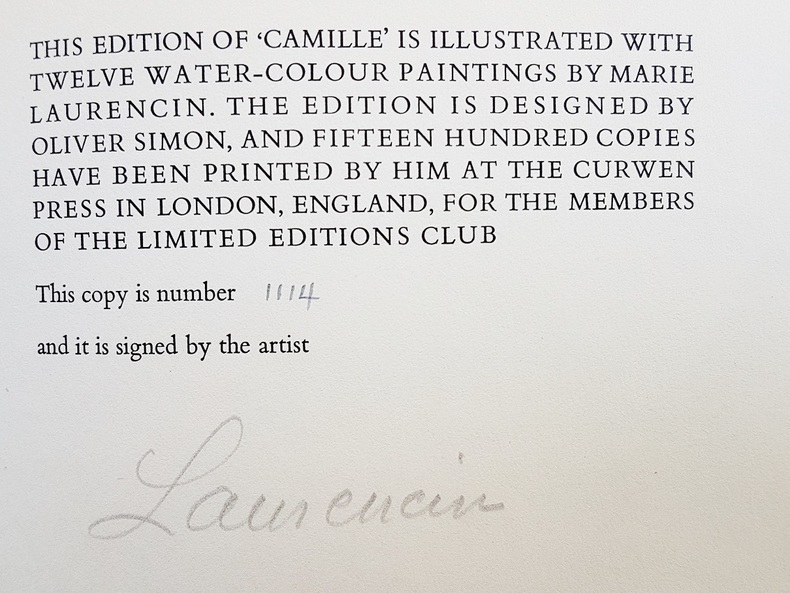 THIS EDITION OF ‘CAMILLE’ IS ILLUSTRATED WITH
TWELVE WATER-COLOUR PAINTINGS BY MARIE
LAURENCIN. THE EDITION IS DESIGNED BY
OLIVER SIMON, AND FIFTEEN HUNDRED COPIES
HAVE BEEN PRINTED BY HIM AT THE CURWEN
PRESS IN LONDON, ENGLAND, FOR THE MEMBERS
OF THE LIMITED EDITIONS CLUB
This copy is number 1114
and it is signed by the artist
Laurencin